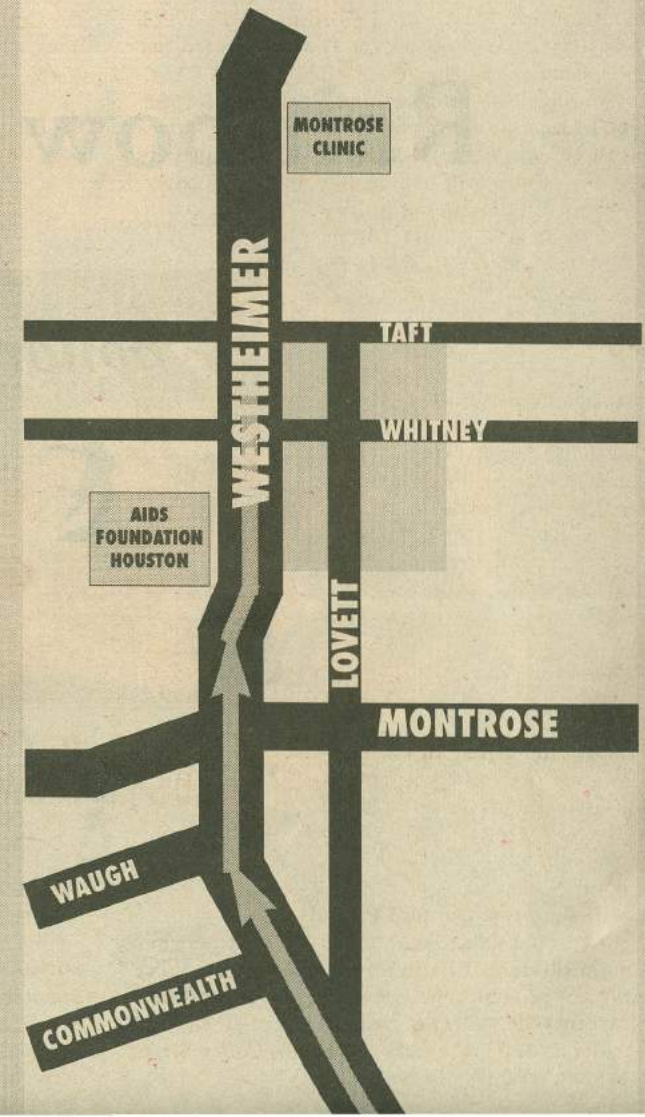 MONTROSE
CLINIC
WESTHEIMER
TAFT
WHITNEY
AIDS
FOUNDATION
HOUSTON
LOVETT
MONTROSE
WAUGH
COMMONWEALTH